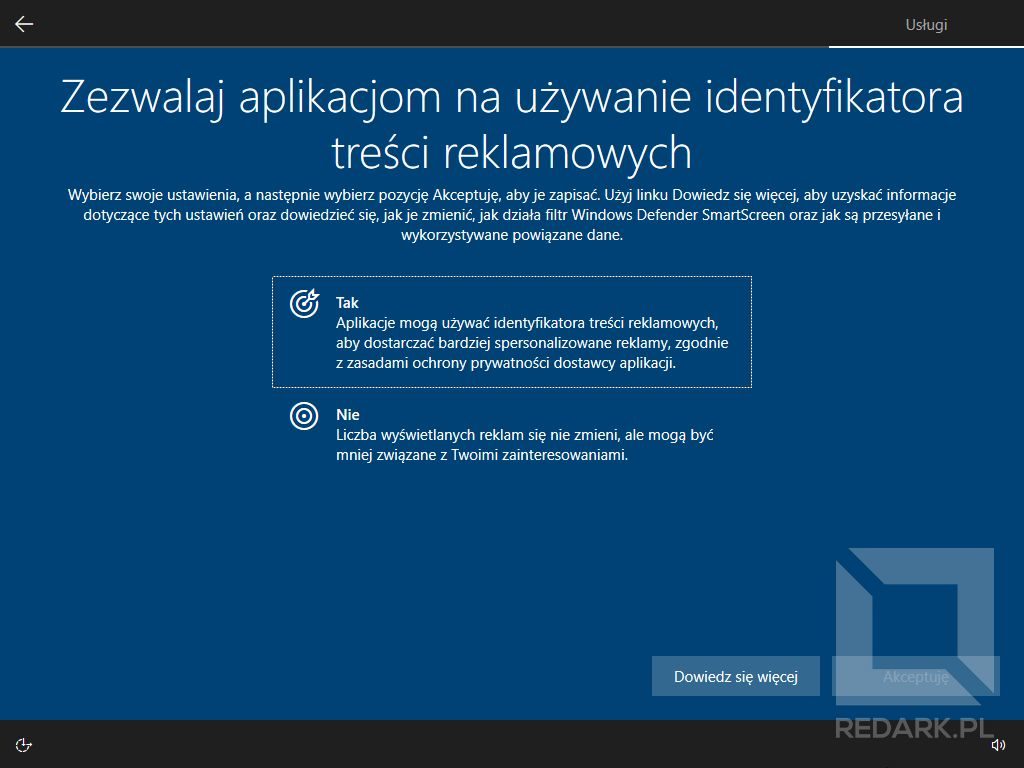 Usługi
Zezwalaj aplikacjom na używanie identyfikatora
treści reklamowych
Wybierz swoje ustawienia, a następnie wybierz pozycję Akceptuję, aby je zapisać. Użyj linku Dowiedz się więcej, aby uzyskać informacje
dotyczące tych ustawień oraz dowiedzieć się, jak je zmienić, jak działa filtr Windows Defender SmartScreen oraz jak są przesyłane i
wykorzystywane powiązane dane.
Tak
Aplikacje mogą używać identyfikatora treści reklamowych,
aby dostarczać bardziej spersonalizowane reklamy, zgodnie
z zasadami ochrony prywatności dostawcy aplikacji.
Nie
Liczba wyświetlanych reklam się nie zmieni, ale mogą być
mniej związane z Twoimi zainteresowaniami.
Dowiedz się więcej
Akceptuję
REDARK.PL